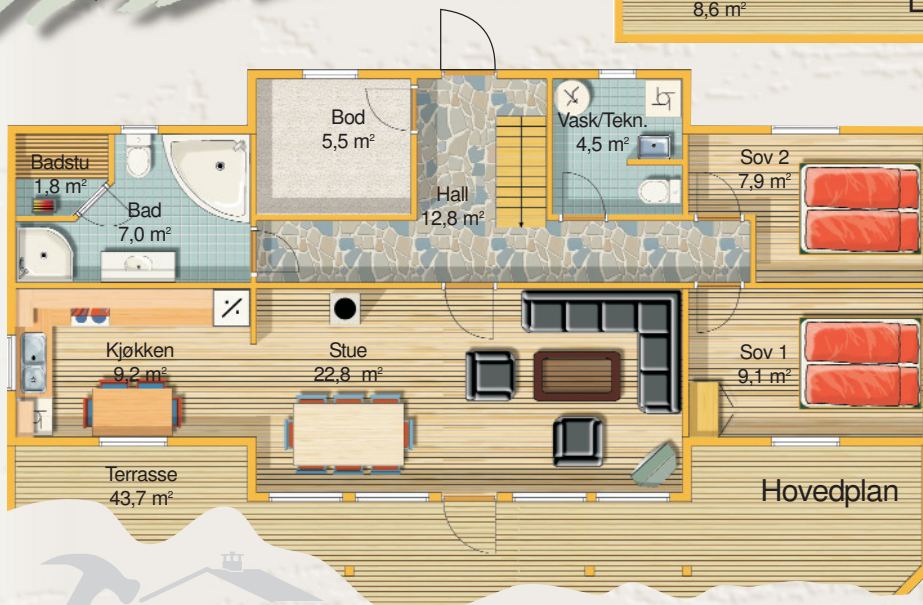 8,6 m²
Bod
5,5 m²
Vask/Tekn.
4,5 m²
Badstu
1,8 m²
Sov 2
7,9 m²
Hall
12,8 m²
Bad
7,0 m²
Kjøkken
9,2 m²
Stue
22,8 m²
Sov 1
9,1 m²
Terrasse
43,7 m²
Hovedplan